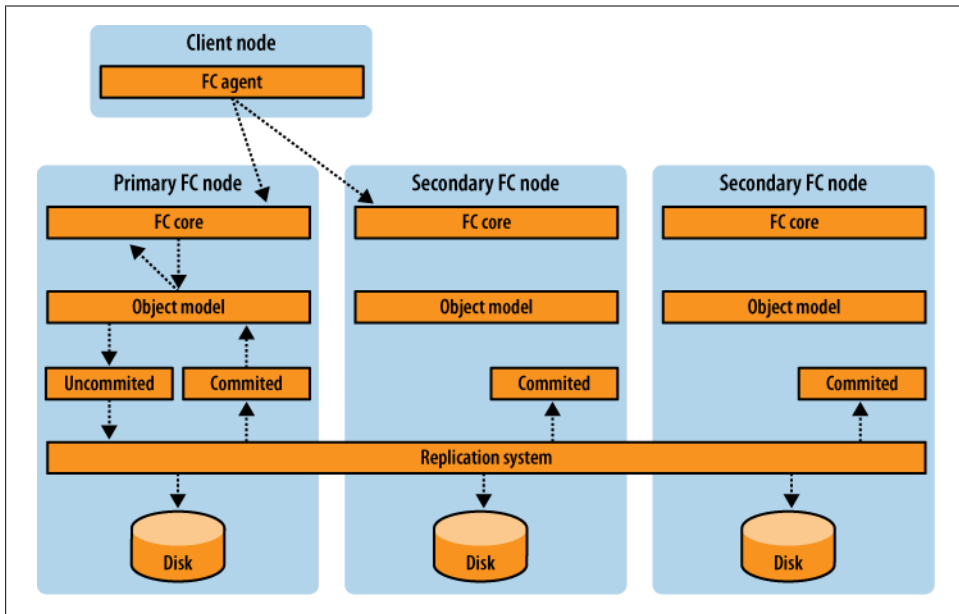 Client node
FC agent
Primary FC node
Secondary FC node
Secondary FC node
FC core
FC core
FC core
Object model
Object model
Object model
Uncommited
Commited
Commited
Commited
Replication system
Disk
Disk
Disk